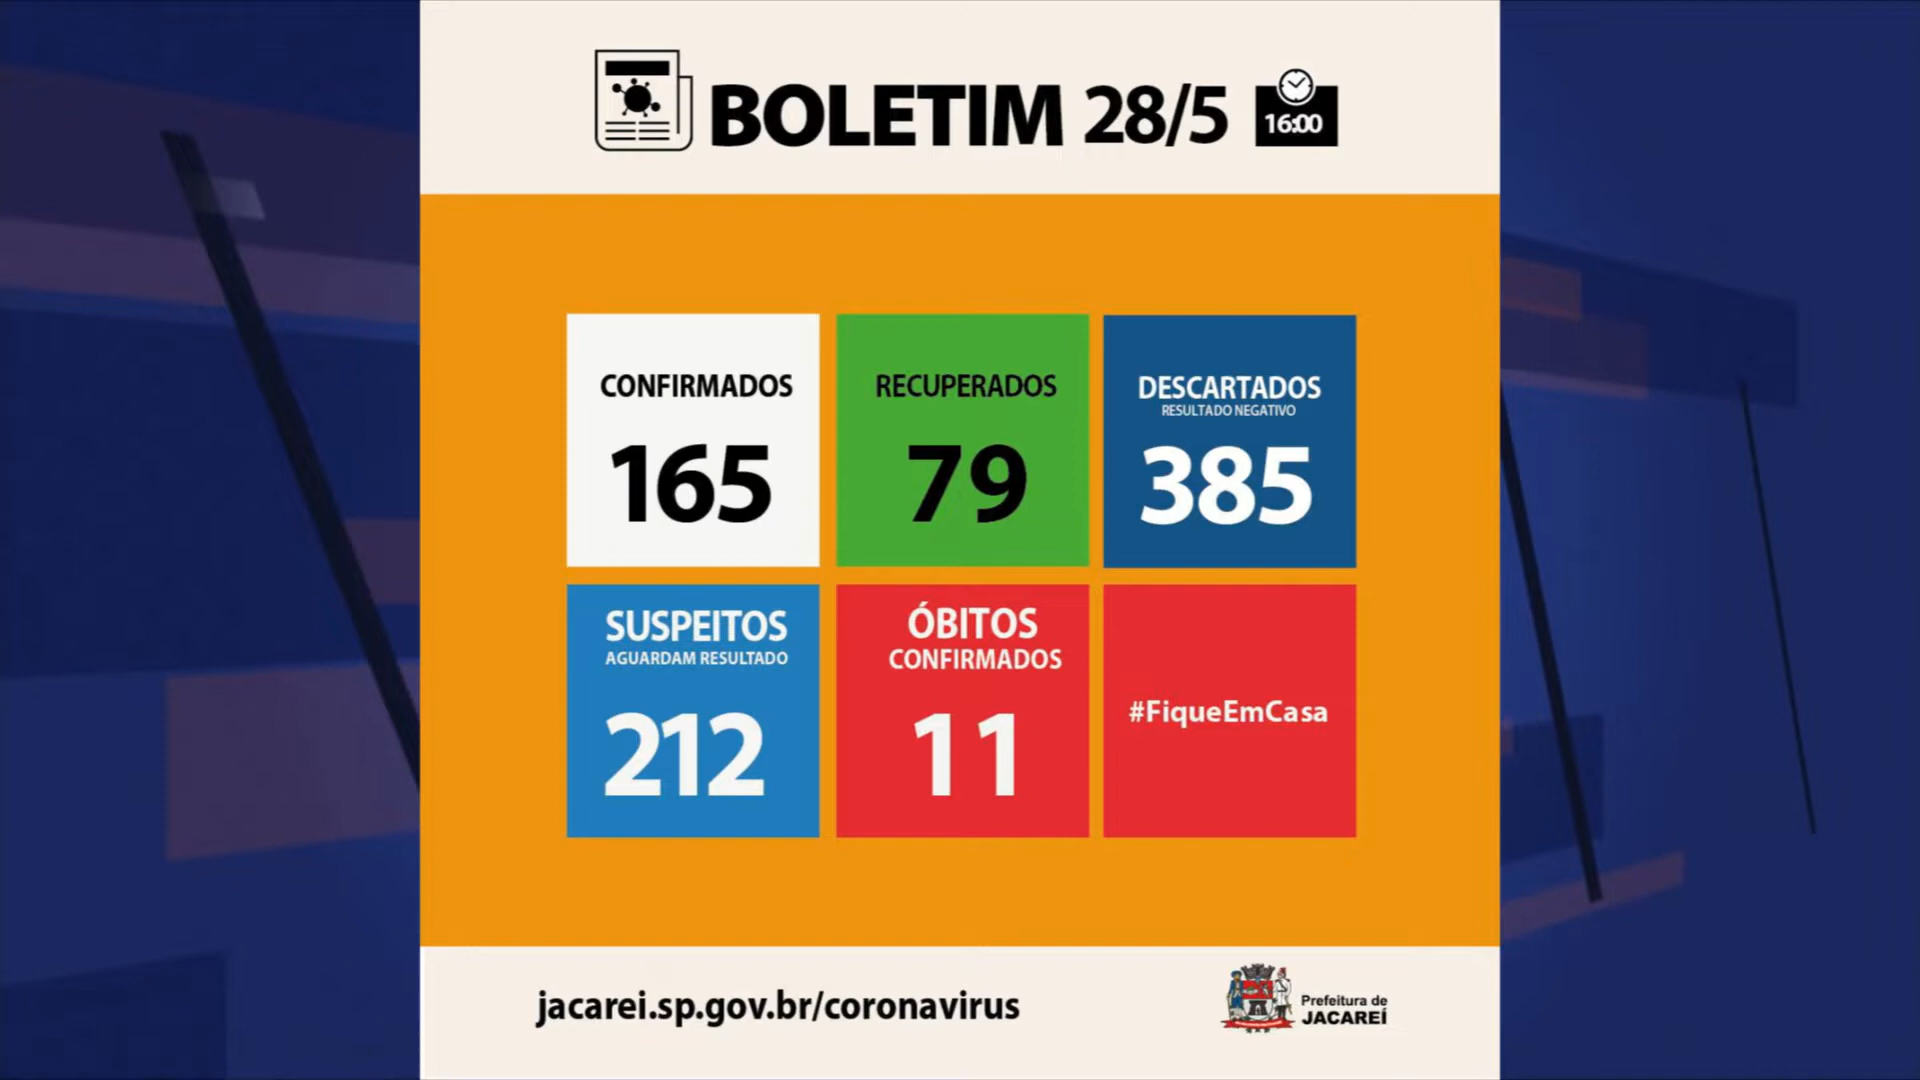 BOLETIM 28/5
16:00
CONFIRMADOS
165
RECUPERADOS
79
DESCARTADOS
RESULTADO NEGATIVO
385
SUSPEITOS
AGUARDAM RESULTADO
212
ÓBITOS
CONFIRMADOS
11
#FiqueEmCasa
jacarei.sp.gov.br/coronavirus
Prefeitura de
JACAREÍ